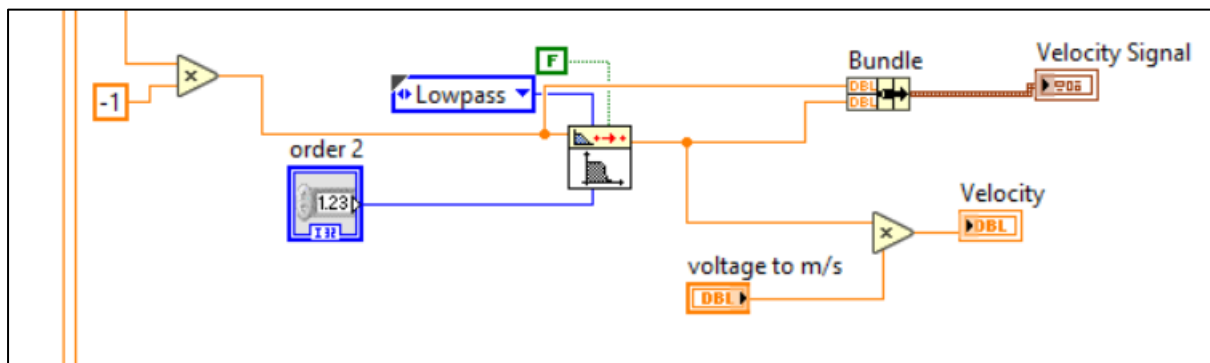 Velocity Signal
Bundle
F
DBL
DBL
Lowpass
-1
×
order 2
1.23
I32
Velocity
DBL
×
voltage to m/s
DBL